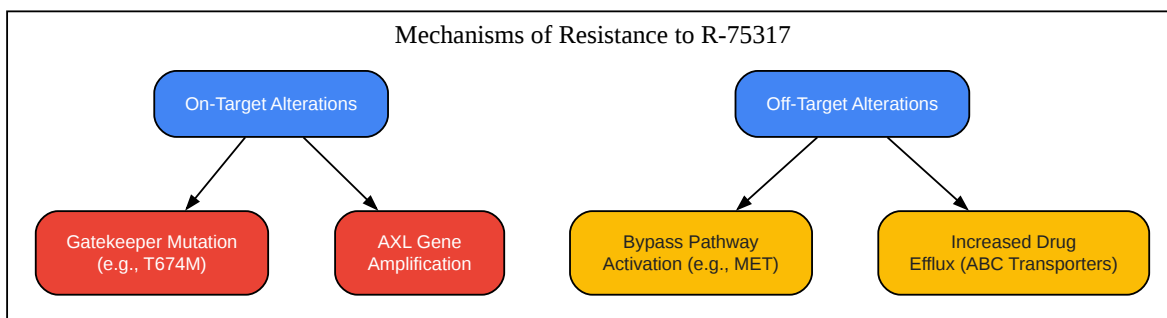 Mechanisms of Resistance to R-75317
On-Target Alterations
Off-Target Alterations
Gatekeeper Mutation
(e.g., T674M)
AXL Gene
Amplification
Bypass Pathway
Activation (e.g., MET)
Increased Drug
Efflux (ABC Transporters)